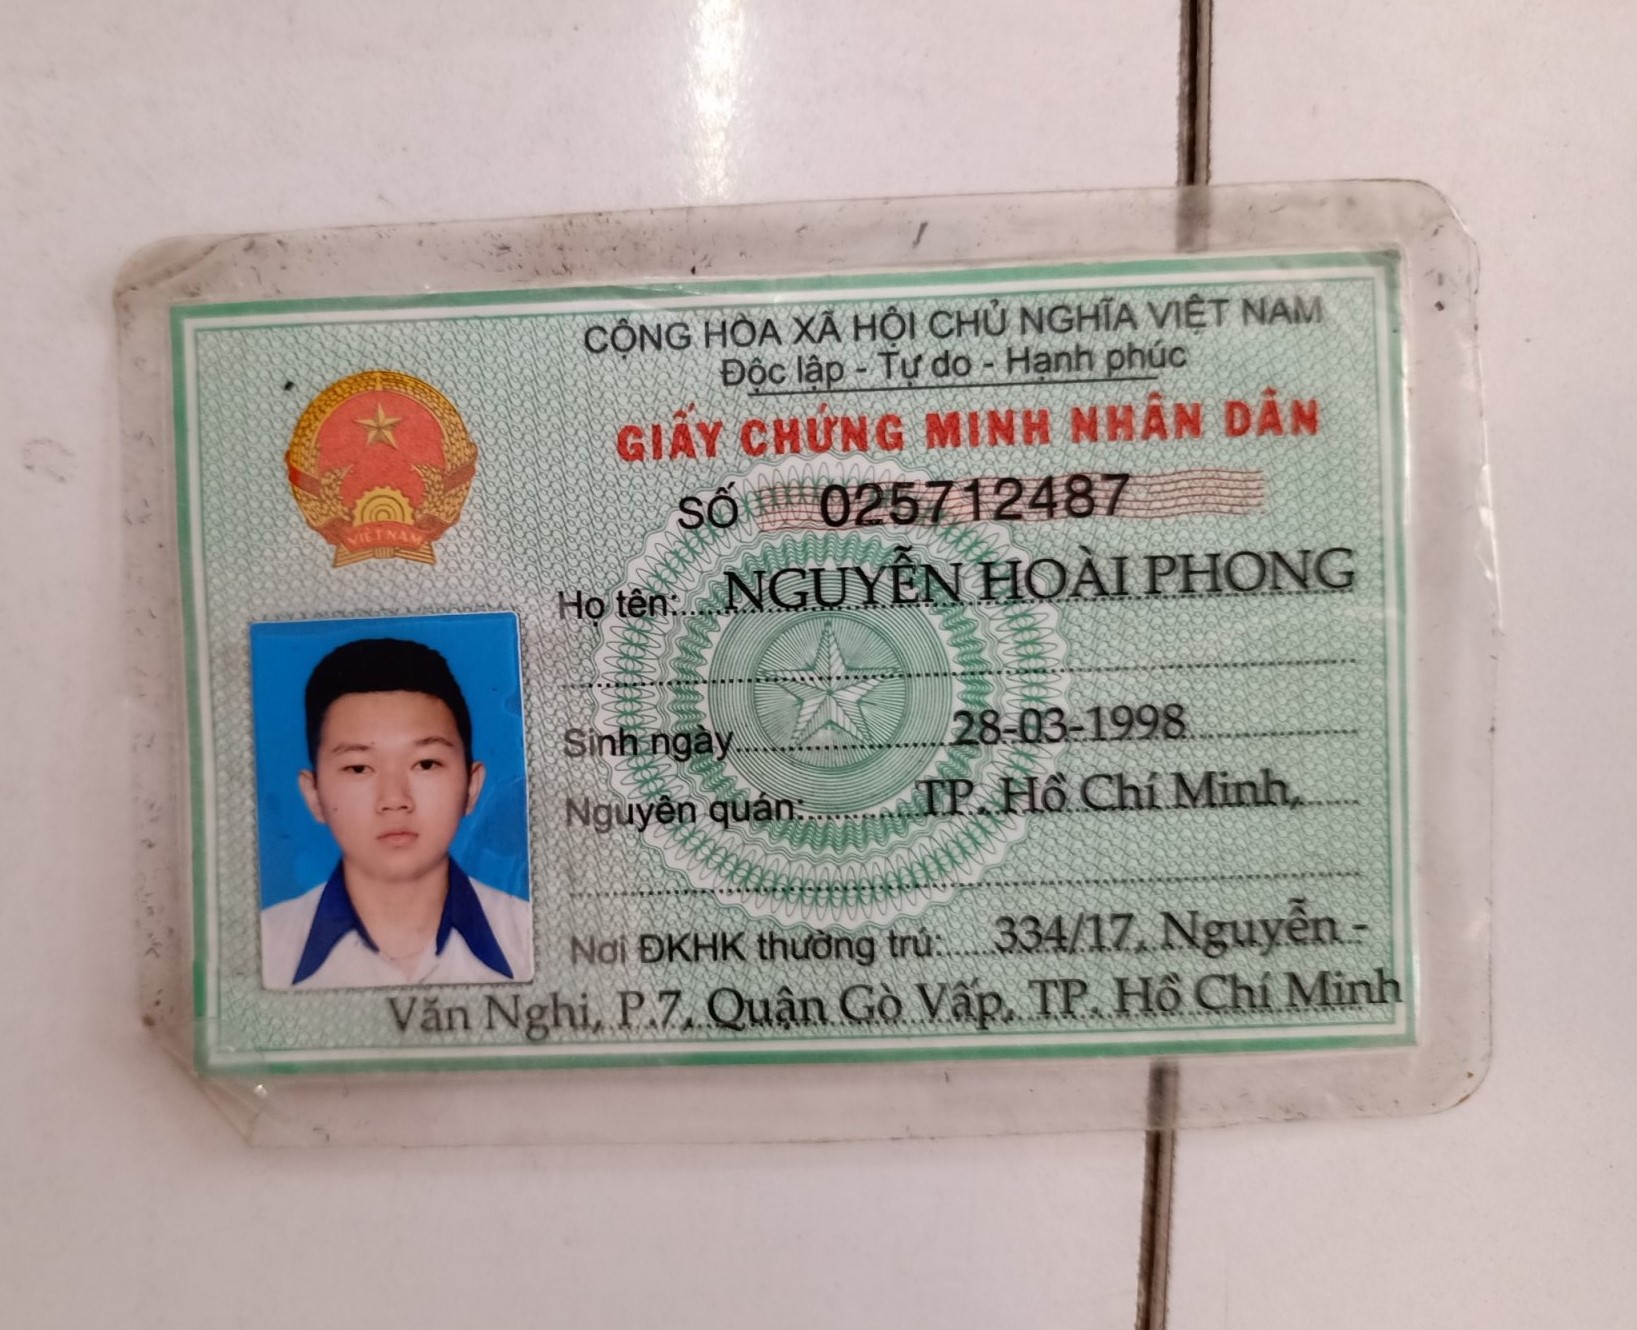 CỘNG HÒA XÃ HỘI CHỦ NGHĨA VIỆT NAM
Độc lập - Tự do - Hạnh phúc
GIẤY CHỨNG MINH NHÂN DÂN
SỐ 025712487
VIỆT NAM
Họ tên: NGUYỄN HOÀI PHONG
Sinh ngày 28-03-1998
Nguyên quán: TP. Hồ Chí Minh,
Nơi ĐKHK thường trú: 334/17, Nguyễn -
Văn Nghi, P.7, Quận Gò Vấp, TP. Hồ Chí Minh